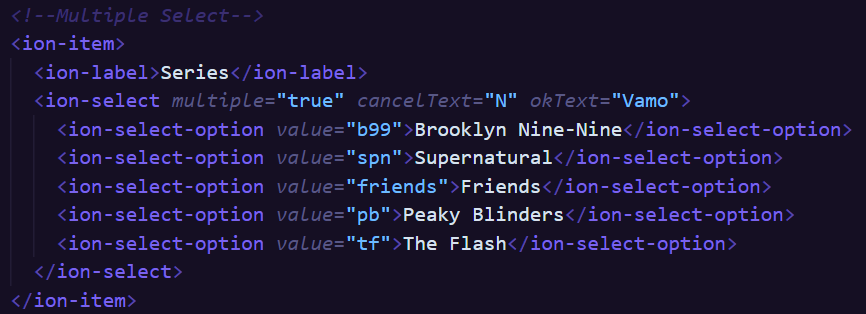 <!--Multiple Select-->
<ion-item>
<ion-label>Series</ion-label>
<ion-select multiple="true" cancelText="N" okText="Vamo">
<ion-select-option value="b99">Brooklyn Nine-Nine</ion-select-option>
<ion-select-option value="spn">Supernatural</ion-select-option>
<ion-select-option value="friends">Friends</ion-select-option>
<ion-select-option value="pb">Peaky Blinders</ion-select-option>
<ion-select-option value="tf">The Flash</ion-select-option>
</ion-select>
</ion-item>